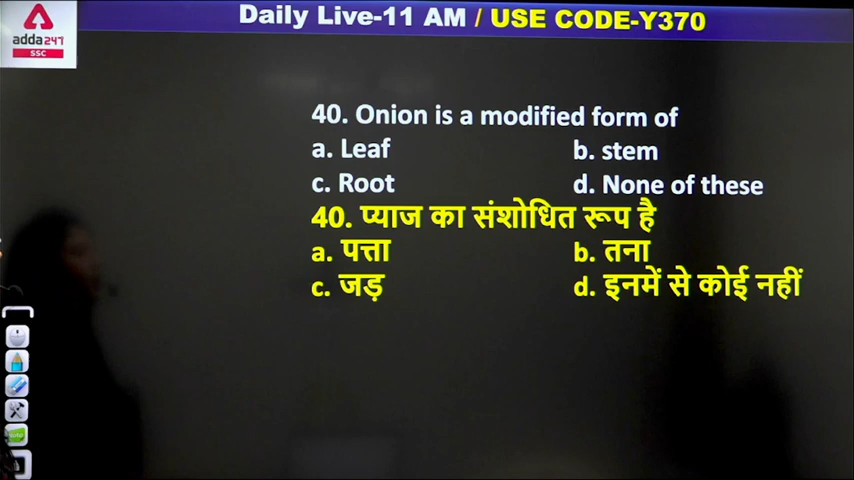 Daily Live-11 AM / USE CODE-Y370
adda247
SSC
40. Onion is a modified form of
a. Leaf b. stem
c. Root d. None of these
40. प्याज का संशोधित रूप है
a. पत्ता b. तना
c. जड़ d. इनमें से कोई नहीं